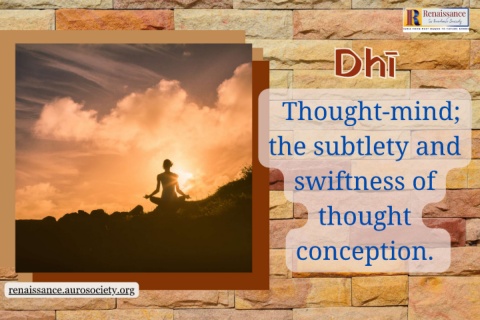 Renaissance
Dhī
Thought-mind;
the subtlety and
swiftness of
thought
conception.
renaissance.aurosociety.org